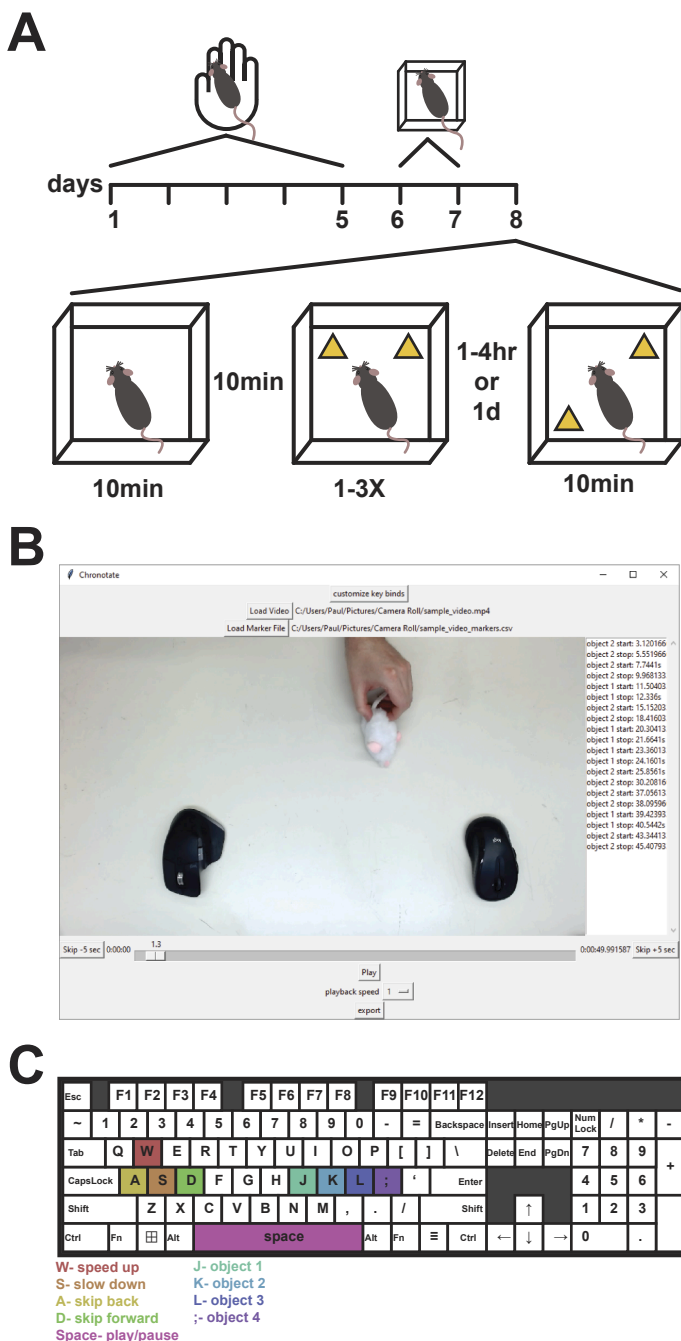 A
days
1 5 6 7 8
10min
1-4hr
or
1d
10min 1-3X 10min
B
Chronotate
customize key binds
Load Video C:/Users/Paul/Pictures/Camera Roll/sample_video.mp4
Load Marker File C:/Users/Paul/Pictures/Camera Roll/sample_video_markers.csv
object 2 start: 3.120166
object 2 stop: 5.551966
object 2 start: 7.7441s
object 2 stop: 9.968133
object 1 start: 11.50403
object 1 stop: 12.336s
object 2 start: 15.15203
object 2 stop: 18.41603
object 1 start: 20.30413
object 1 stop: 21.6641s
object 1 start: 23.36013
object 1 stop: 24.1601s
object 2 start: 25.8561s
object 2 stop: 30.20816
object 2 start: 37.05613
object 2 stop: 38.09596
object 1 start: 39.42393
object 1 stop: 40.5442s
object 2 start: 43.34413
object 2 stop: 45.40793
1.3
Skip -5 sec 0:00:00 0:00:49.991587 Skip +5 sec
Play
playback speed 1
export
C
Esc F1 F2 F3 F4 F5 F6 F7 F8 F9 F10 F11 F12
~ 1 2 3 4 5 6 7 8 9 0 - = Backspace Insert Home PgUp Num Lock / * -
Tab Q W E R T Y U I O P [ ] \ Delete End PgDn 7 8 9 +
CapsLock A S D F G H J K L ; ‘ Enter 4 5 6
Shift Z X C V B N M , . / Shift ↑ 1 2 3
Ctrl Fn ⊞ Alt space Alt Fn ≡ Ctrl ← ↓ → 0 .
W- speed up J- object 1
S- slow down K- object 2
A- skip back L- object 3
D- skip forward ;- object 4
Space- play/pause